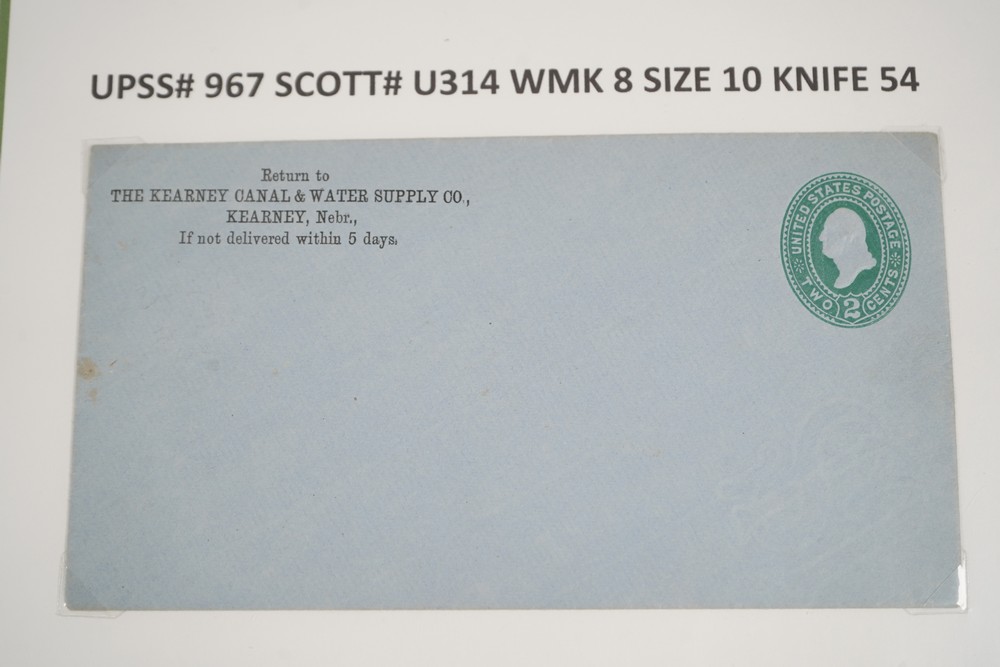 UPSS# 967 SCOTT# U314 WMK 8 SIZE 10 KNIFE 54
Return to
THE KEARNEY CANAL & WATER SUPPLY CO.,
KEARNEY, Nebr.,
If not delivered within 5 days.
UNITED STATES POSTAGE
TWO 2 CENTS